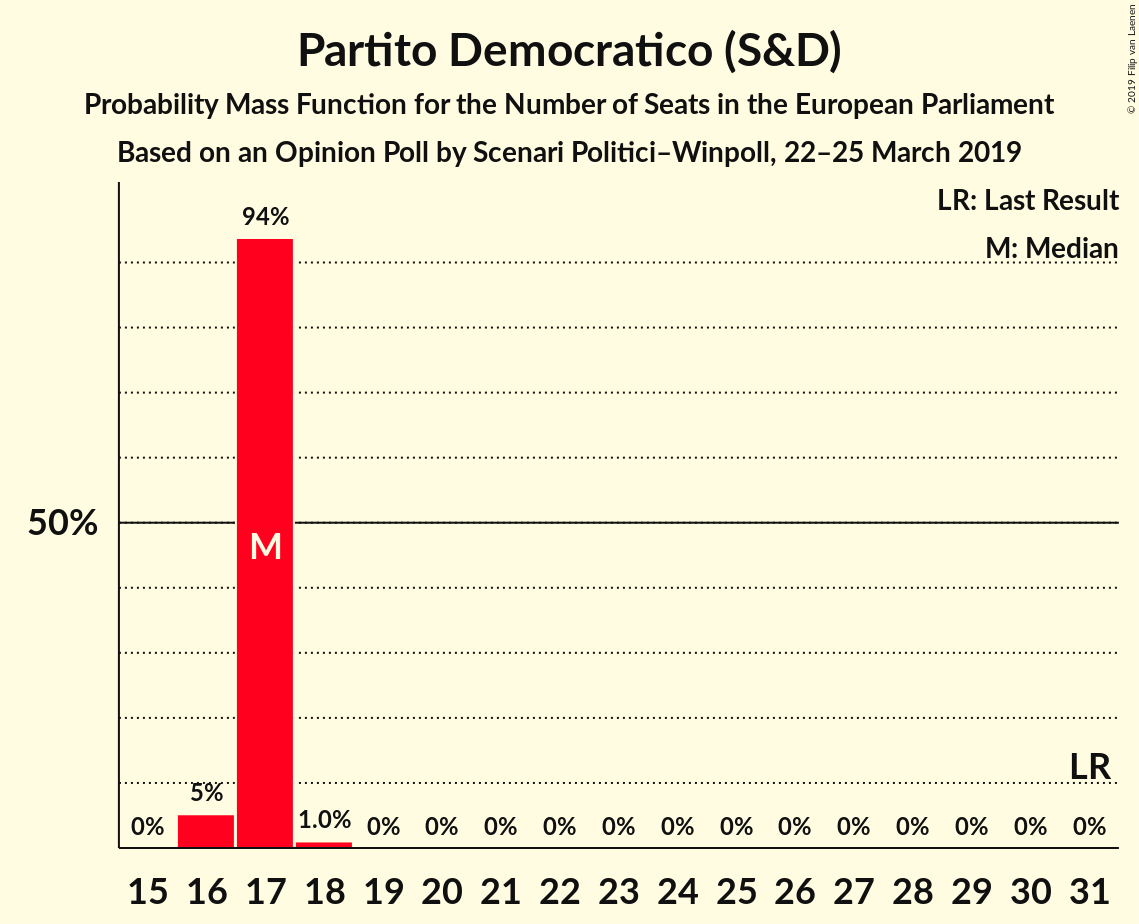 Partito Democratico (S&D)
Probability Mass Function for the Number of Seats in the European Parliament
Based on an Opinion Poll by Scenari Politici–Winpoll, 22–25 March 2019
© 2019 Filip van Laenen
LR: Last Result
M: Median
94%
50%
M
LR
5%
1.0%
0% 0% 0% 0% 0% 0% 0% 0% 0% 0% 0% 0% 0% 0%
15 16 17 18 19 20 21 22 23 24 25 26 27 28 29 30 31